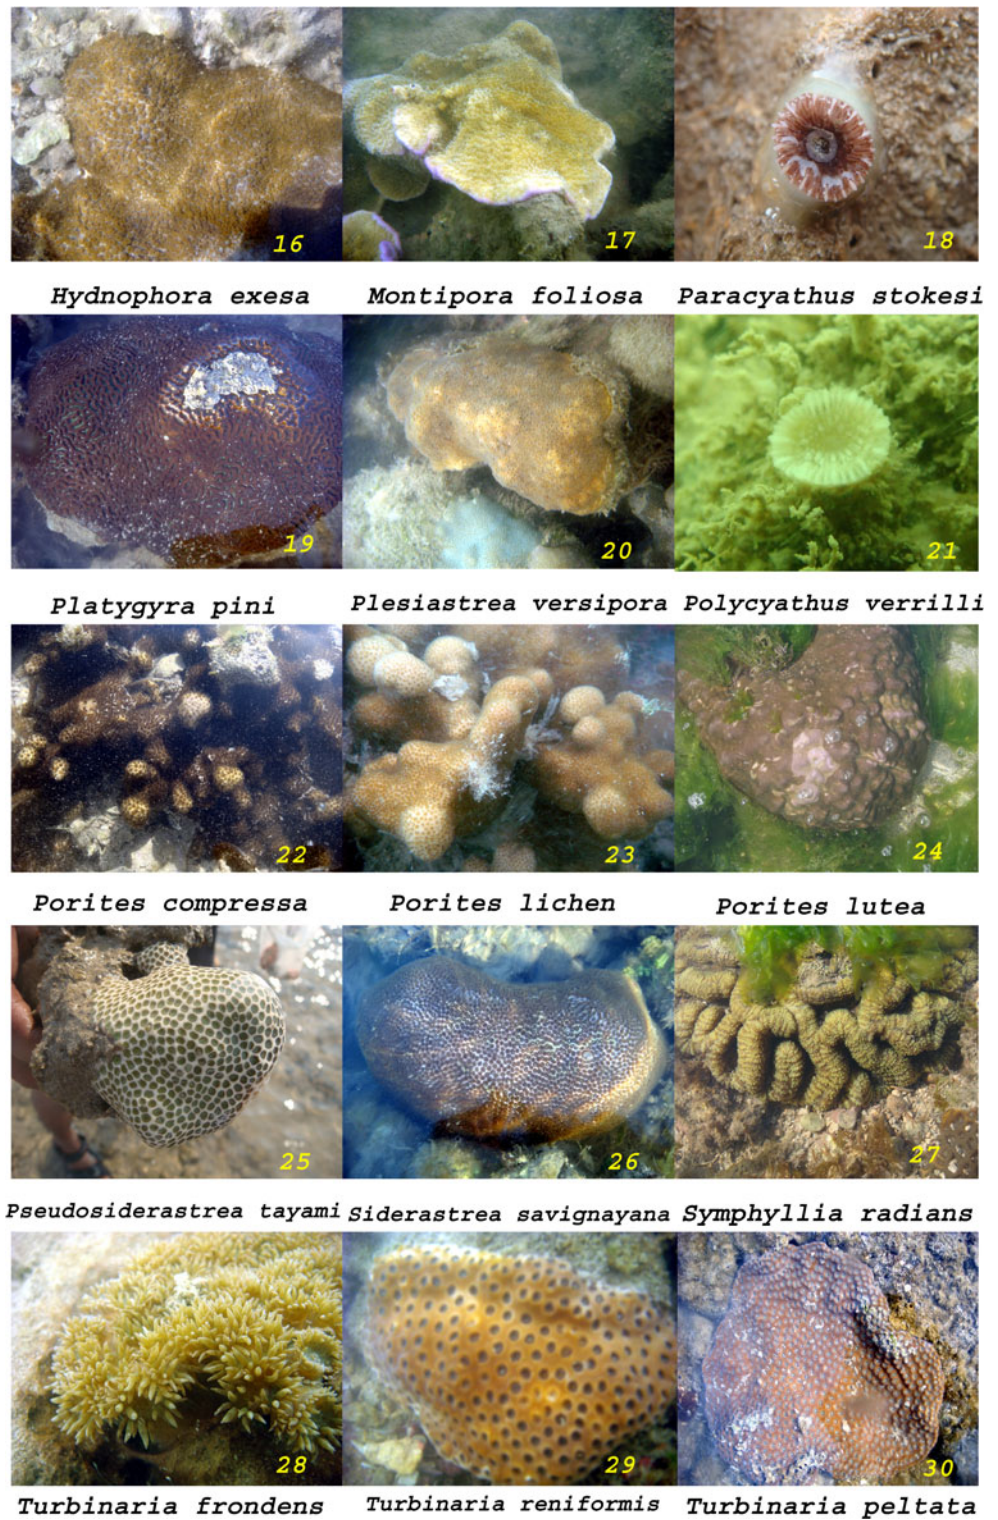 16 17 18
Hydnophora exesa Montipora foliosa Paracyathus stokesi
19 20 21
Platygyra pini Plesiastrea versipora Polycyathus verrilli
22 23 24
Porites compressa Porites lichen Porites lutea
25 26 27
Pseudosiderastrea tayami Siderastrea savignayana Symphyllia radians
28 29 30
Turbinaria frondens Turbinaria reniformis Turbinaria peltata